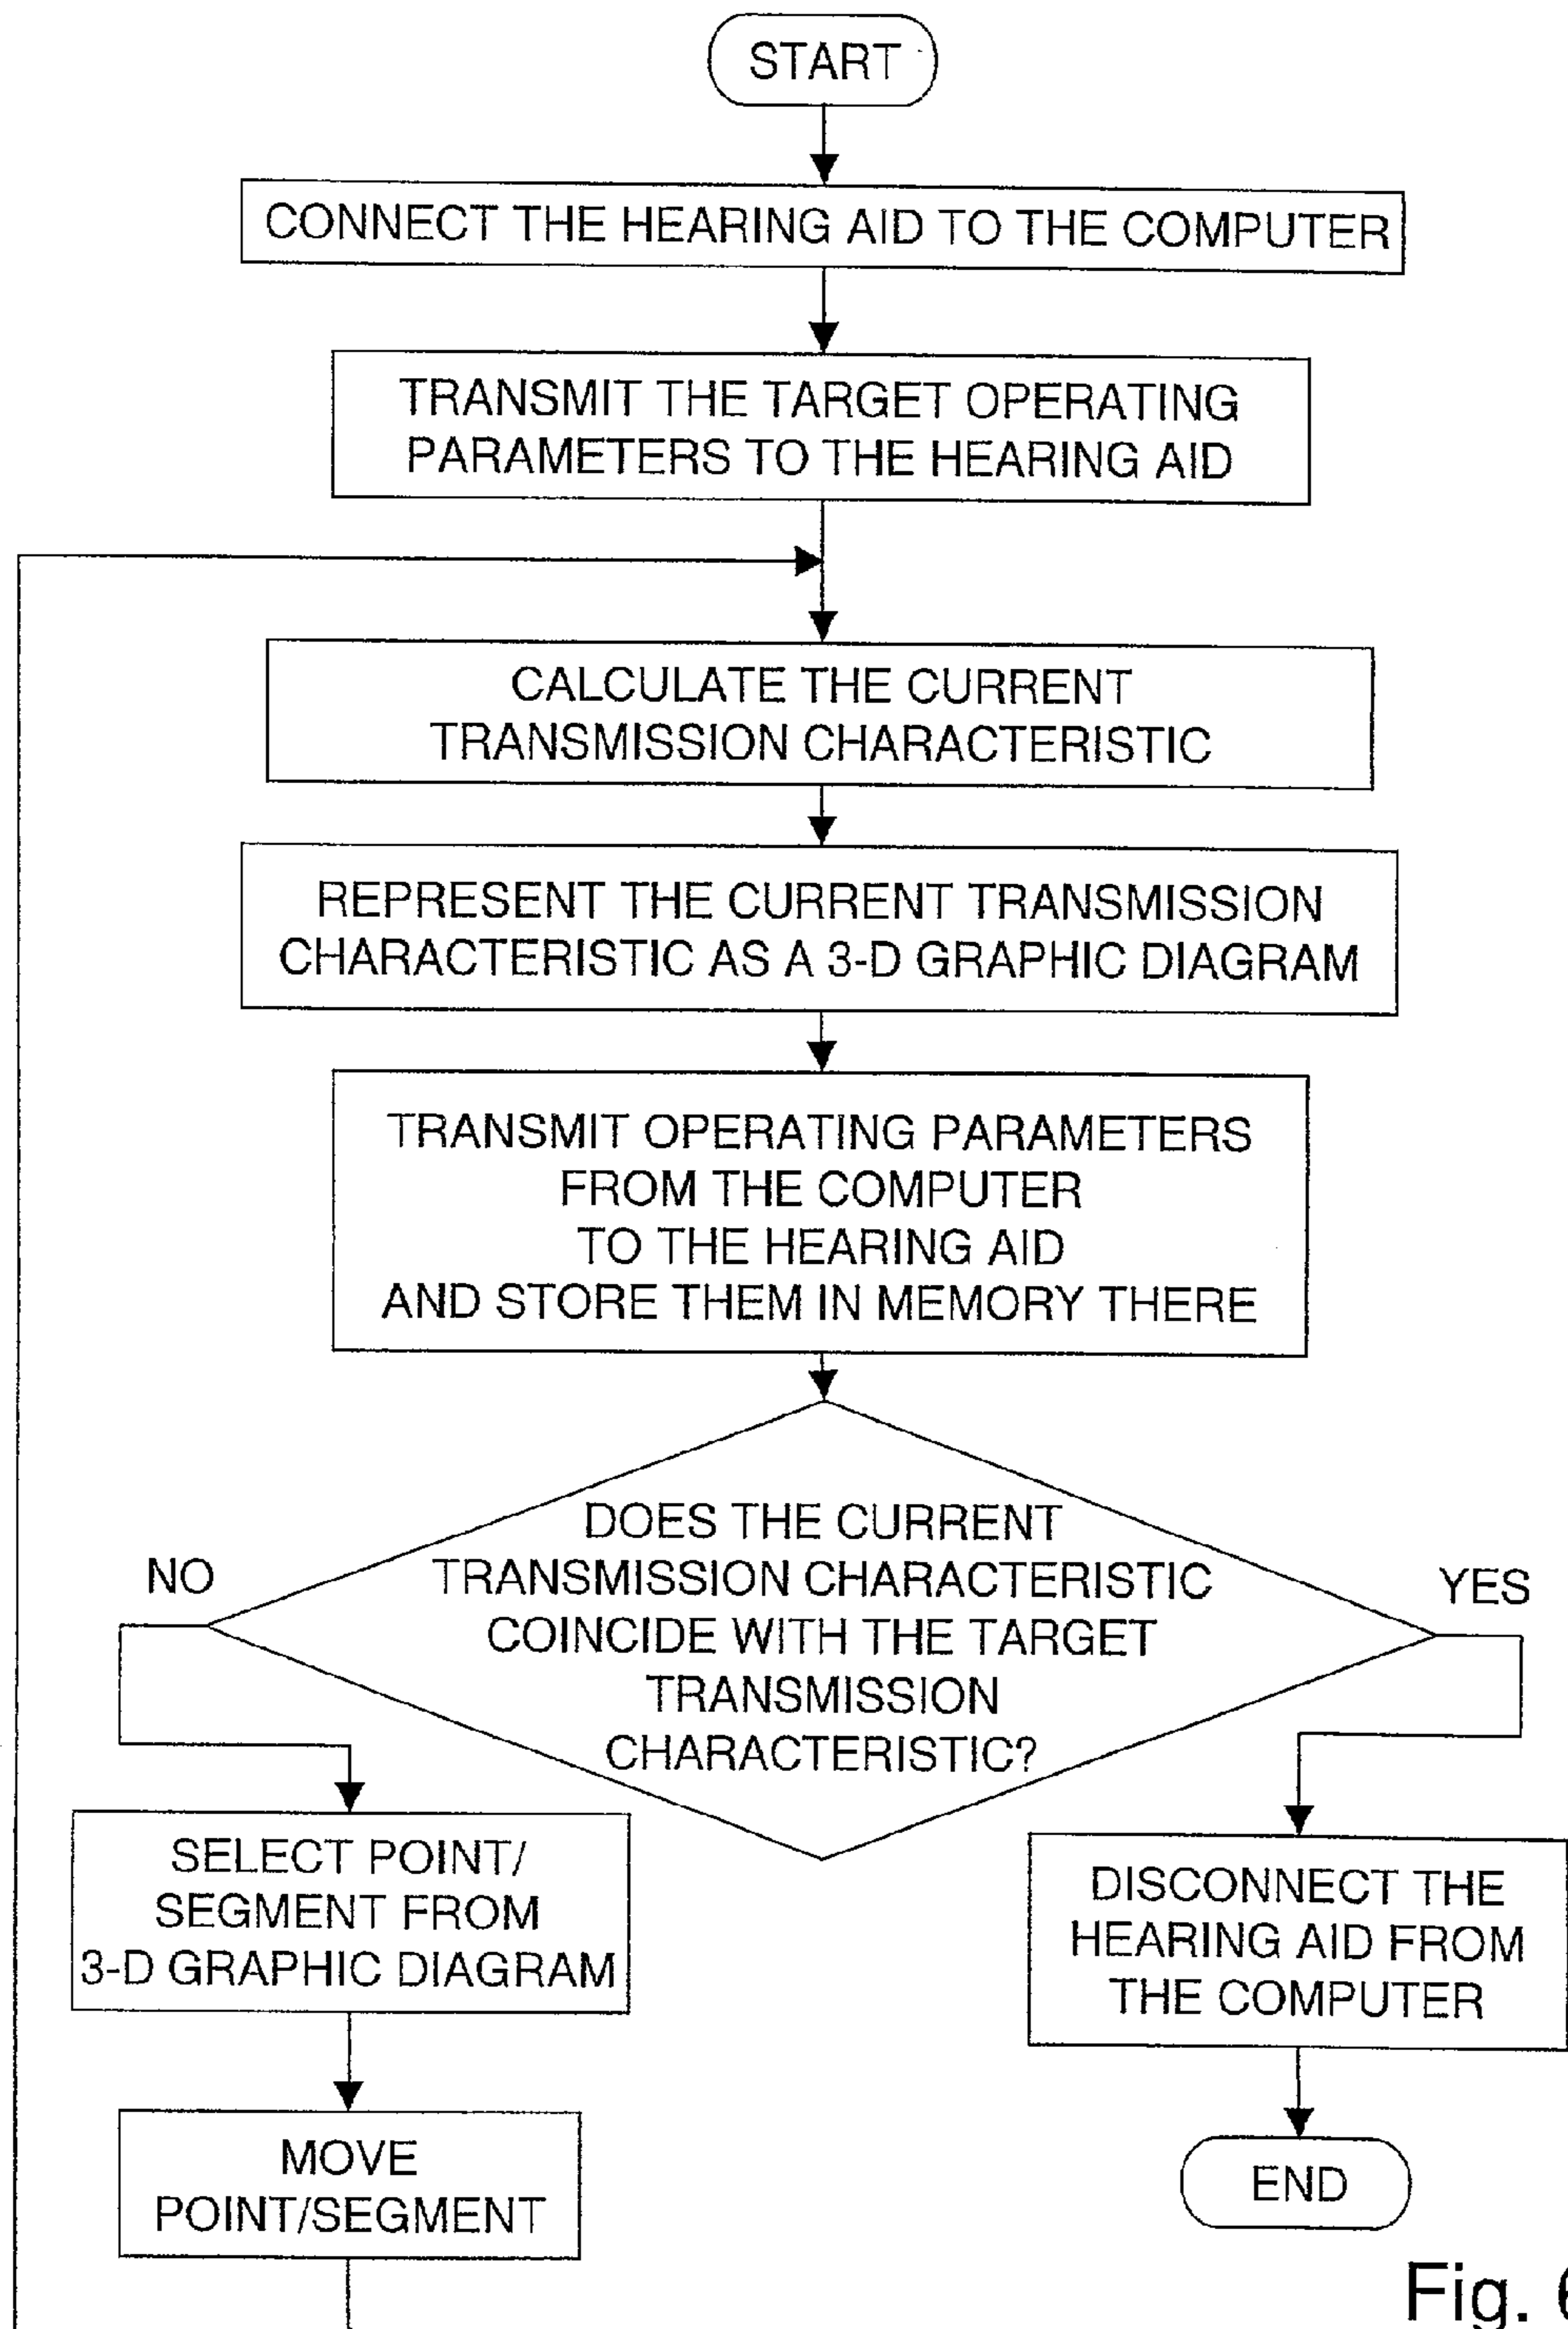 START
CONNECT THE HEARING AID TO THE COMPUTER
TRANSMIT THE TARGET OPERATING
PARAMETERS TO THE HEARING AID
CALCULATE THE CURRENT
TRANSMISSION CHARACTERISTIC
REPRESENT THE CURRENT TRANSMISSION
CHARACTERISTIC AS A 3-D GRAPHIC DIAGRAM
TRANSMIT OPERATING PARAMETERS
FROM THE COMPUTER
TO THE HEARING AID
AND STORE THEM IN MEMORY THERE
DOES THE CURRENT
TRANSMISSION CHARACTERISTIC
COINCIDE WITH THE TARGET
TRANSMISSION
CHARACTERISTIC?
NO
YES
SELECT POINT/
SEGMENT FROM
3-D GRAPHIC DIAGRAM
MOVE
POINT/SEGMENT
DISCONNECT THE
HEARING AID FROM
THE COMPUTER
END
Fig. 6